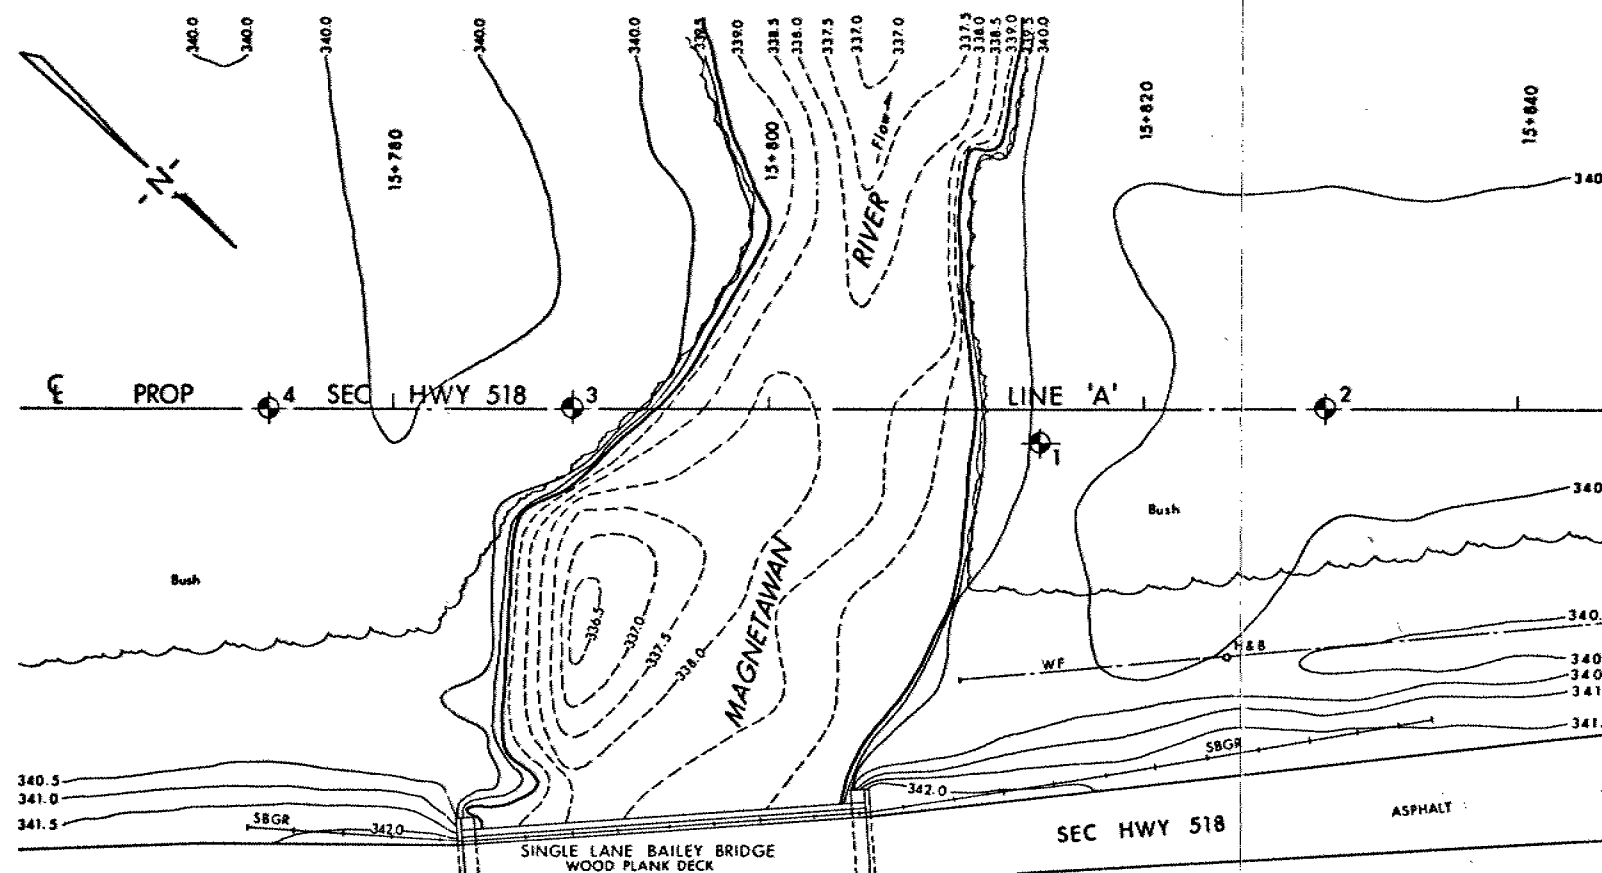 340.0 340.0 340.0 340.0 340.0 339.5 339.0 338.5 338.0 337.5 337.0 337.0 337.5 338.0 338.5 339.0 339.5 340.0
15+780
15+800
15+820
15+840
Flow
-N-
RIVER
340
℄ PROP 4 SEC HWY 518 3 LINE 'A' 2
1
340
Bush
Bush
MAGNETAWAN
336.5
337.0
337.5
338.0
340.
H&B
WF
340
340
341
341.
SBGR
340.5
341.0
341.5
SBGR
342.0
342.0
SEC HWY 518
ASPHALT
SINGLE LANE BAILEY BRIDGE
WOOD PLANK DECK